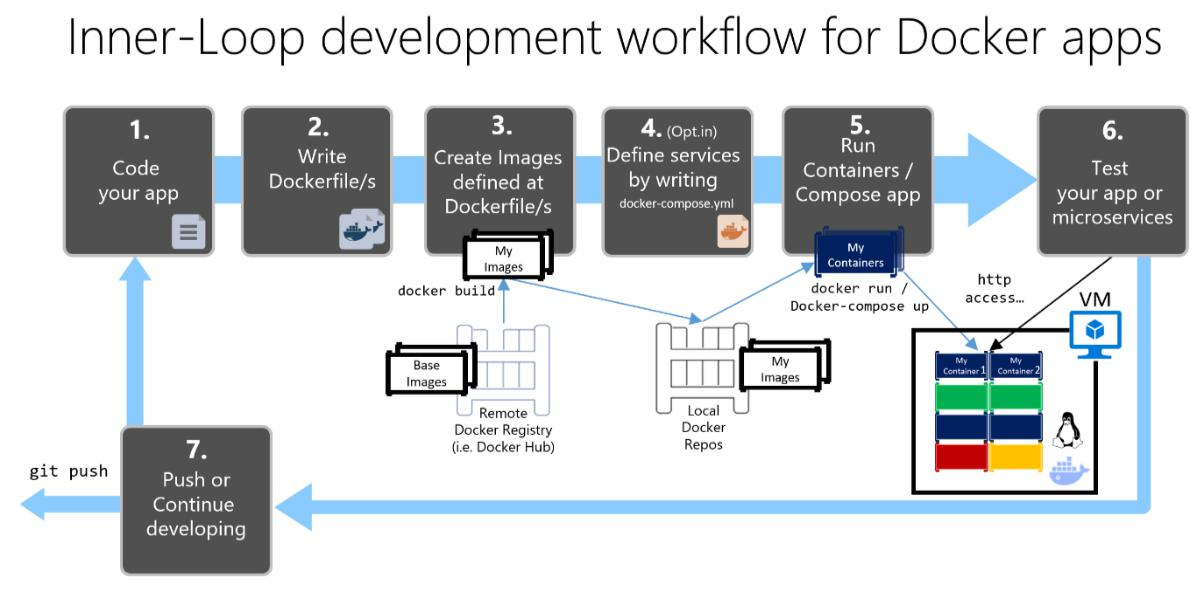 Inner-Loop development workflow for Docker apps
1.
Code
your app
2.
Write
Dockerfile/s
3.
Create Images
defined at
Dockerfile/s
My
Images
4. (Opt.in)
Define services
by writing
docker-compose.yml
5.
Run
Containers /
Compose app
My
Containers
6.
Test
your app or
microservices
docker build
docker run /
Docker-compose up
http
access…
VM
Base
Images
Remote
Docker Registry
(i.e. Docker Hub)
My
Images
Local
Docker
Repos
My
Container 1
My
Container 2
7.
Push or
Continue
developing
git push